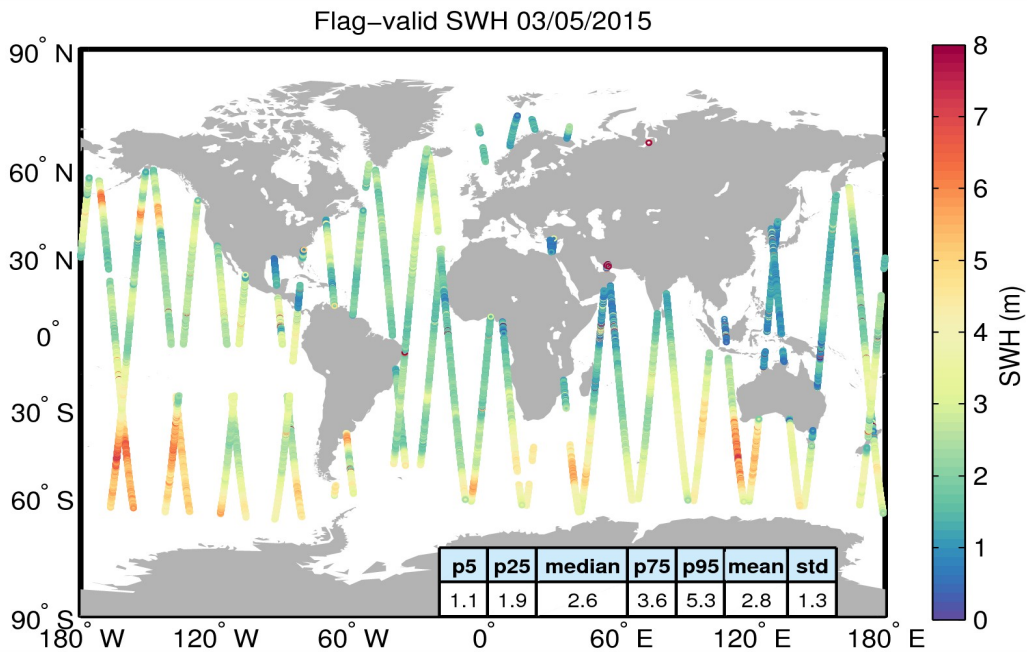 Flag−valid SWH 03/05/2015
90° N
60° N
30° N
0°
30° S
60° S
90° S
180° W
120° W
60° W
0°
60° E
120° E
180° E
p5 p25 median p75 p95 mean std
1.1 1.9 2.6 3.6 5.3 2.8 1.3
8
7
6
5
4
3
2
1
0
SWH (m)